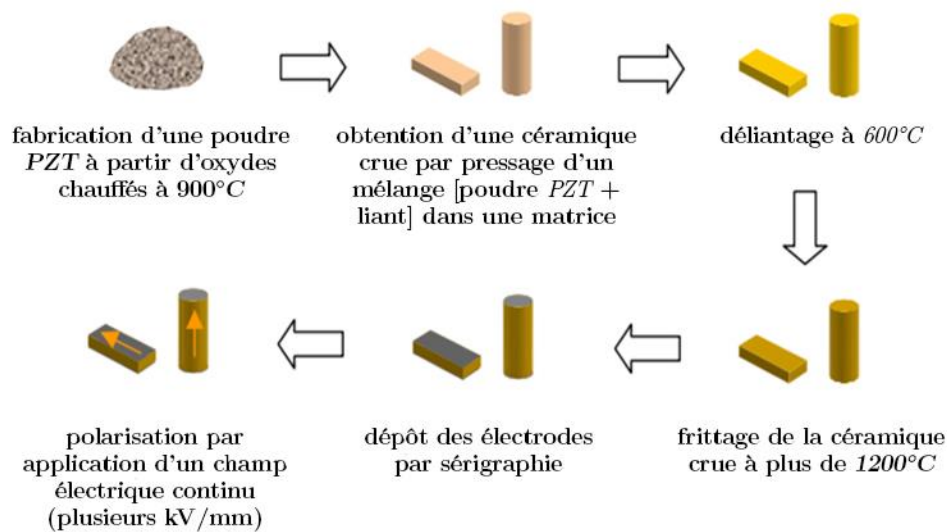 fabrication d'une poudre
PZT à partir d'oxydes
chauffés à 900°C
obtention d'une céramique
crue par pressage d'un
mélange [poudre PZT +
liant] dans une matrice
déliantage à 600°C
polarisation par
application d'un champ
électrique continu
(plusieurs kV/mm)
dépôt des électrodes
par sérigraphie
frittage de la céramique
crue à plus de 1200°C